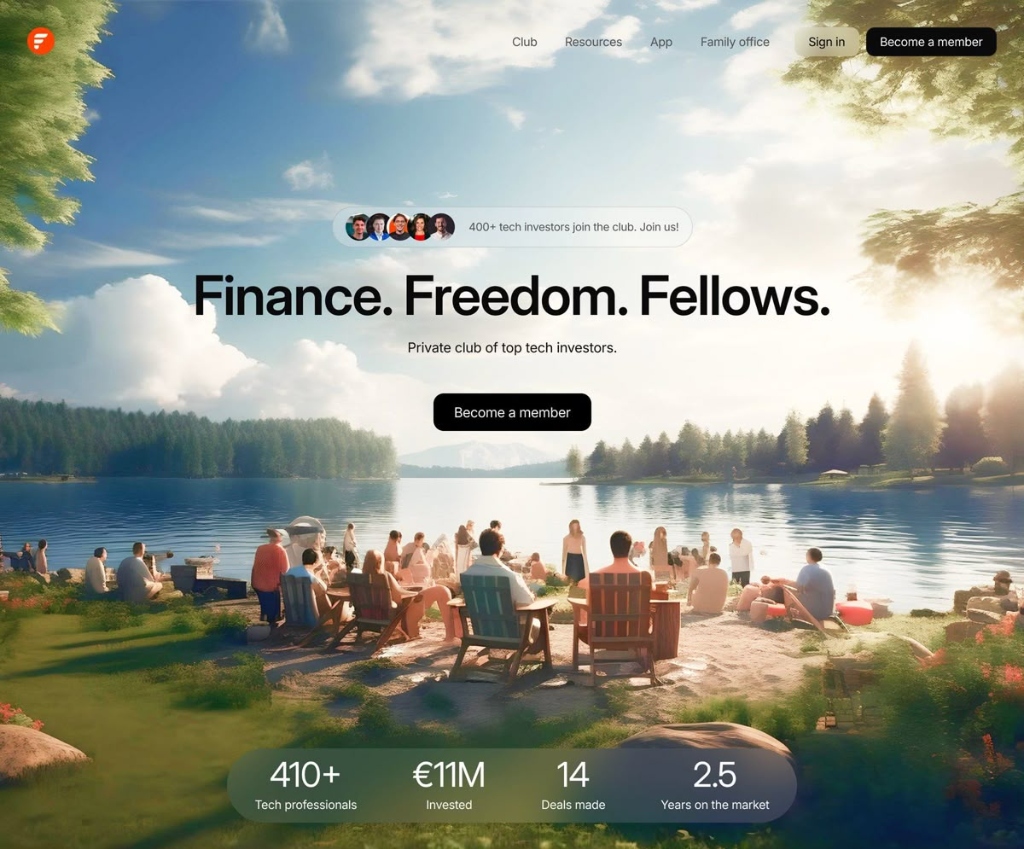 Club
Resources
App
Family office
Sign in
Become a member
400+ tech investors join the club. Join us!
Finance. Freedom. Fellows.
Private club of top tech investors.
Become a member
410+
Tech professionals
€11M
Invested
14
Deals made
2.5
Years on the market